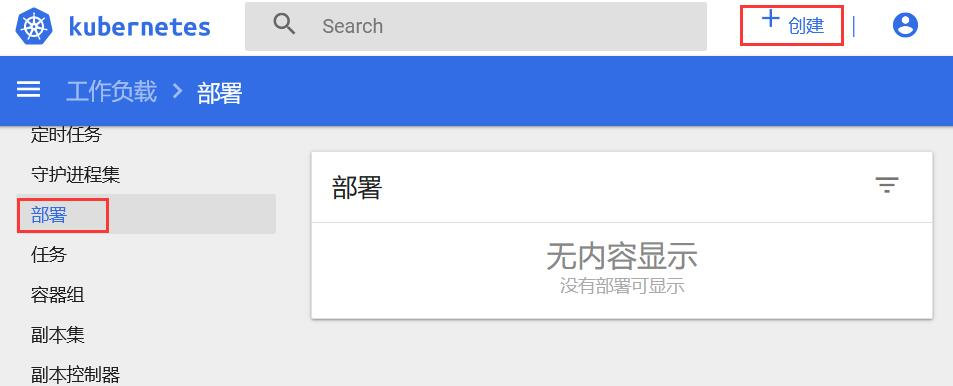 kubernetes
Search
+ 创建
工作负载 > 部署
定时任务
守护进程集
部署
任务
容器组
副本集
副本控制器
部署
无内容显示
没有部署可显示